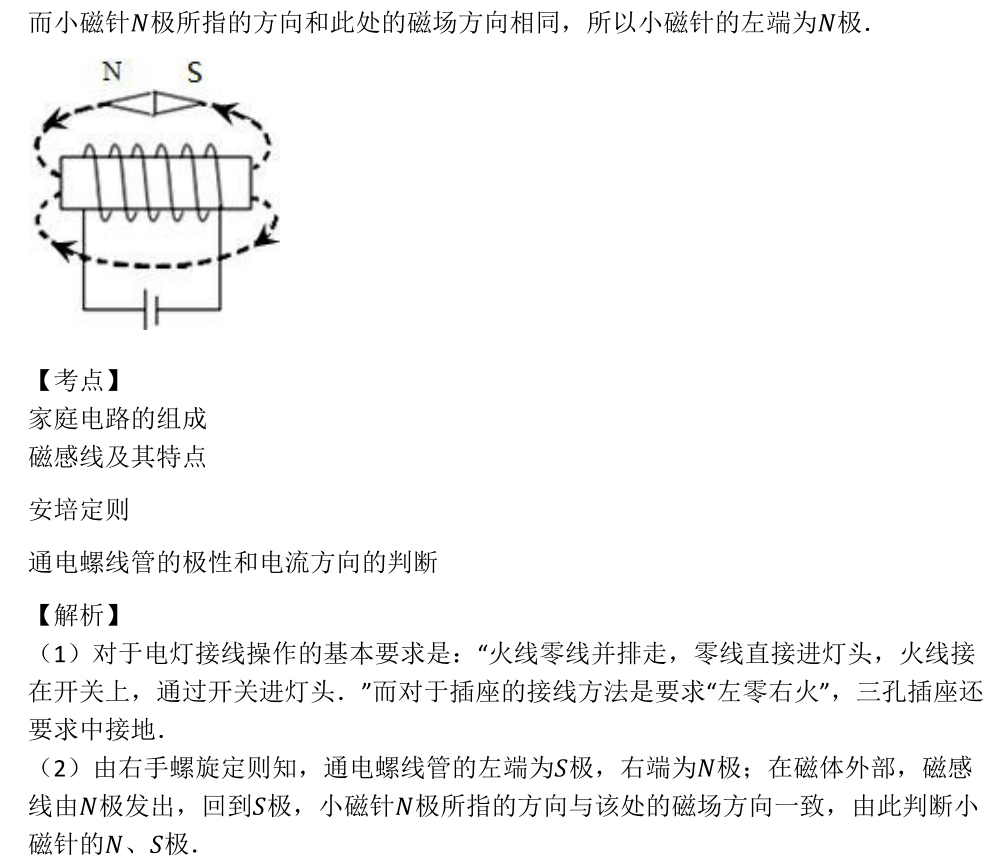 而小磁针N极所指的方向和此处的磁场方向相同，所以小磁针的左端为N极．
N S
【考点】
家庭电路的组成
磁感线及其特点
安培定则
通电螺线管的极性和电流方向的判断
【解析】
（1）对于电灯接线操作的基本要求是：“火线零线并排走，零线直接进灯头，火线接
在开关上，通过开关进灯头．”而对于插座的接线方法是要求“左零右火”，三孔插座还
要求中接地．
（2）由右手螺旋定则知，通电螺线管的左端为S极，右端为N极；在磁体外部，磁感
线由N极发出，回到S极，小磁针N极所指的方向与该处的磁场方向一致，由此判断小
磁针的N、S极．